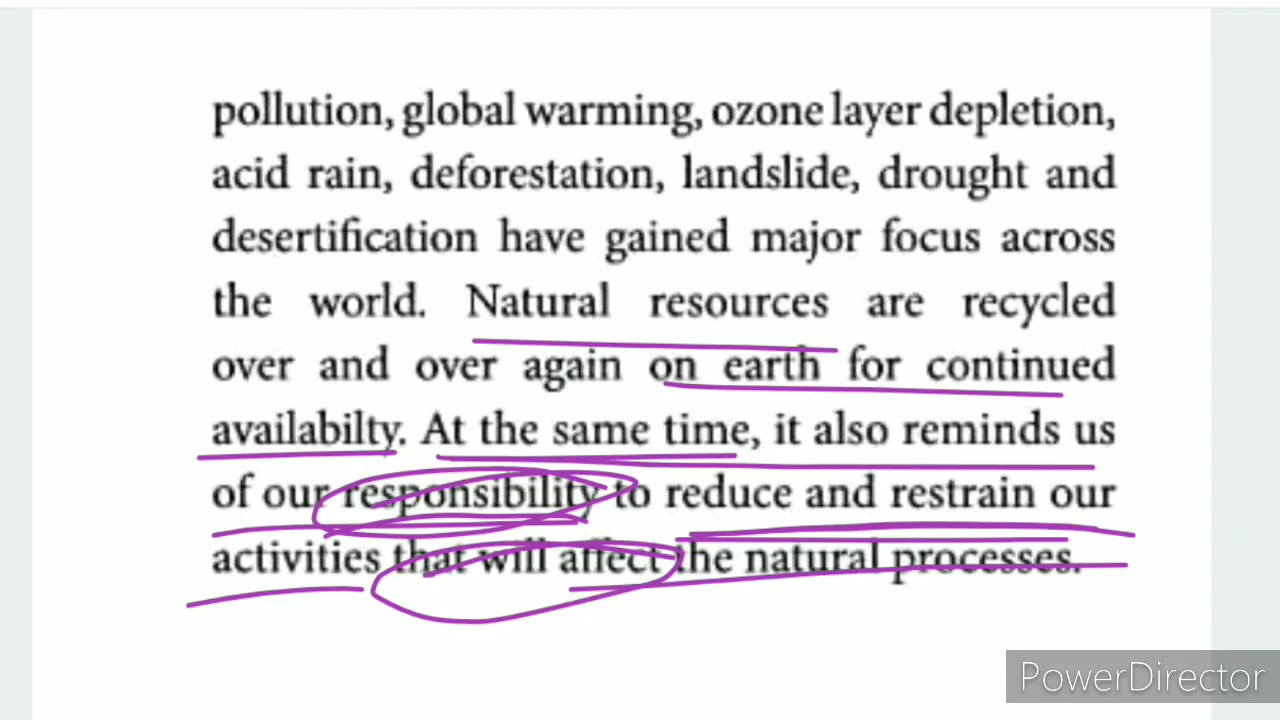 pollution, global warming, ozone layer depletion,
acid rain, deforestation, landslide, drought and
desertification have gained major focus across
the world. Natural resources are recycled
over and over again on earth for continued
availabilty. At the same time, it also reminds us
of our responsibility to reduce and restrain our
activities that will affect the natural processes.
PowerDirector